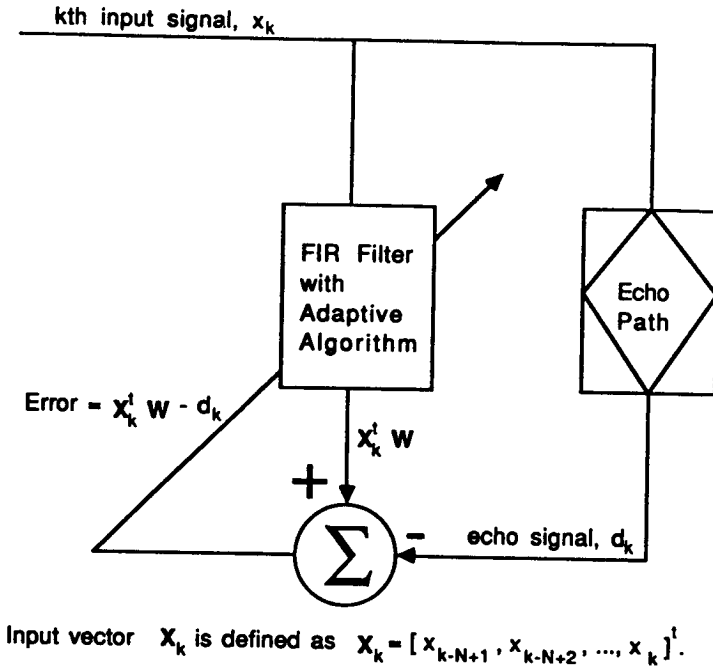 kth input signal, x_k
FIR Filter
with
Adaptive
Algorithm
Echo
Path
Error = X_k^t W - d_k
X_k^t W
+
Σ
-
echo signal, d_k
Input vector X_k is defined as X_k = [ x_{k-N+1} , x_{k-N+2} , ..., x_k ]^t.